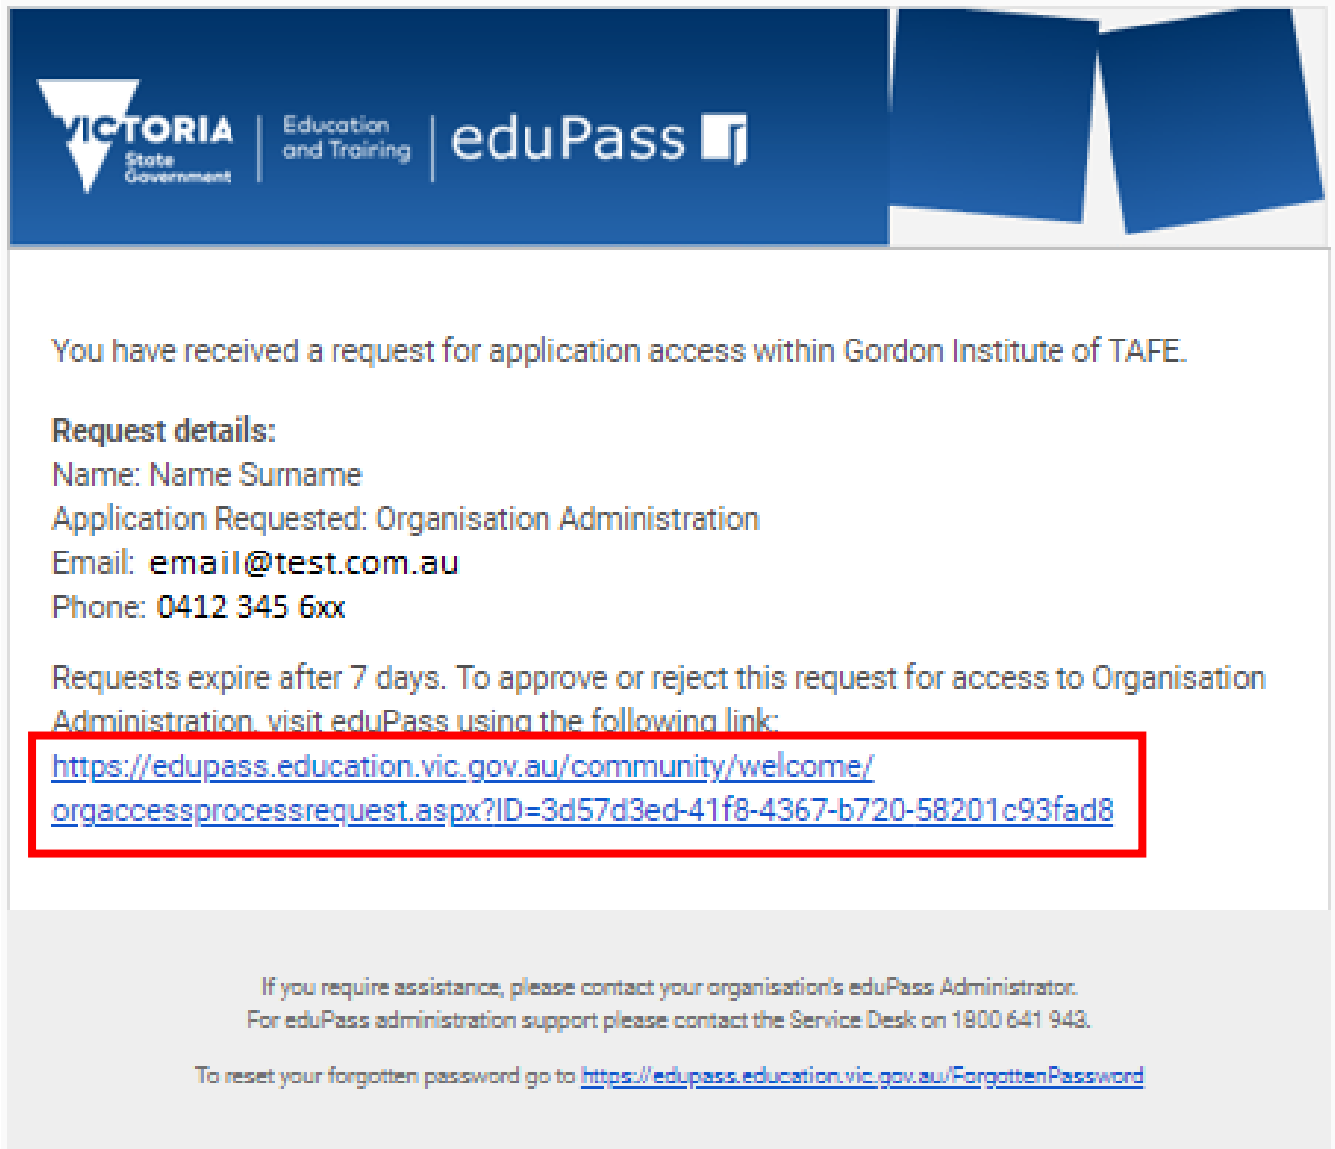 VICTORIA
State
Government
Education
and Training
eduPass
You have received a request for application access within Gordon Institute of TAFE.
Request details:
Name: Name Surname
Application Requested: Organisation Administration
Email: email@test.com.au
Phone: 0412 345 6xx
Requests expire after 7 days. To approve or reject this request for access to Organisation
Administration, visit eduPass using the following link:
https://edupass.education.vic.gov.au/community/welcome/
orgaccessprocessrequest.aspx?ID=3d57d3ed-41f8-4367-b720-58201c93fad8
If you require assistance, please contact your organisation's eduPass Administrator.
For eduPass administration support please contact the Service Desk on 1800 641 943.
To reset your forgotten password go to https://edupass.education.vic.gov.au/ForgottenPassword